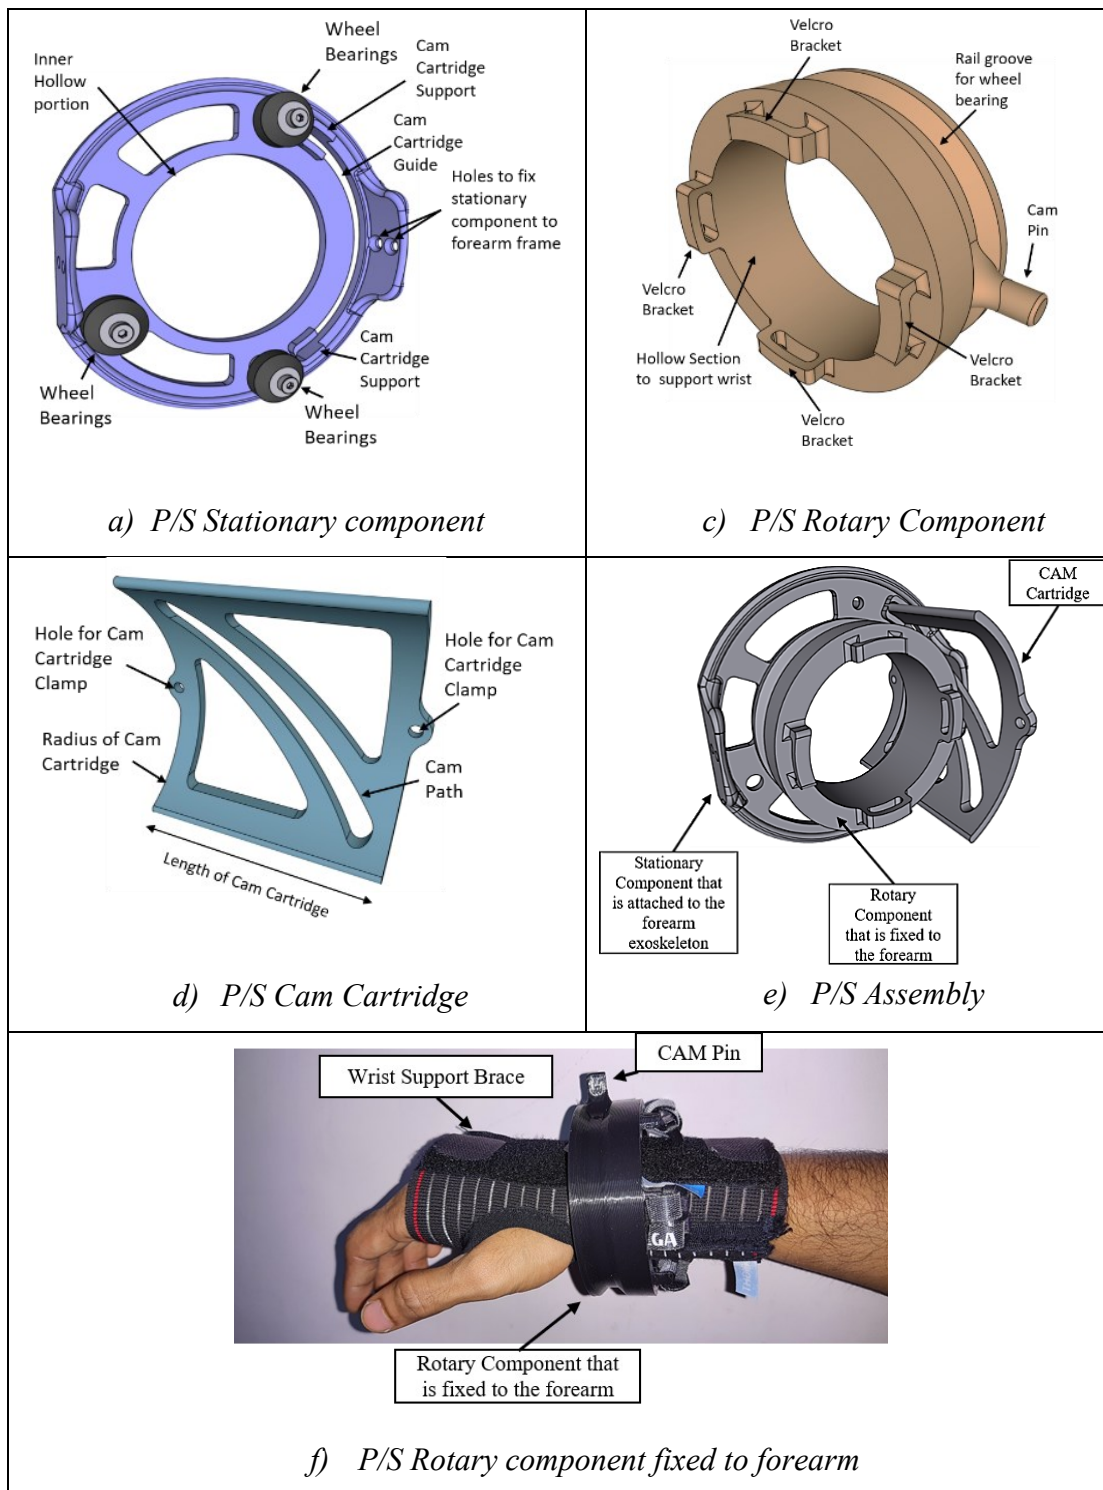 Wheel
Bearings
Cam
Cartridge
Support
Inner
Hollow
portion
Cam
Cartridge
Guide
Holes to fix
stationary
component to
forearm frame
Cam
Cartridge
Support
Wheel
Bearings
Wheel
Bearings
a) P/S Stationary component
Velcro
Bracket
Rail groove
for wheel
bearing
Cam
Pin
Velcro
Bracket
Hollow Section
to support wrist
Velcro
Bracket
Velcro
Bracket
c) P/S Rotary Component
Hole for Cam
Cartridge
Clamp
Hole for Cam
Cartridge
Clamp
Radius of Cam
Cartridge
Cam
Path
Length of Cam Cartridge
d) P/S Cam Cartridge
CAM
Cartridge
Stationary
Component that
is attached to the
forearm
exoskeleton
Rotary
Component
that is fixed to
the forearm
e) P/S Assembly
CAM Pin
Wrist Support Brace
GA
Rotary Component that
is fixed to the forearm
f) P/S Rotary component fixed to forearm